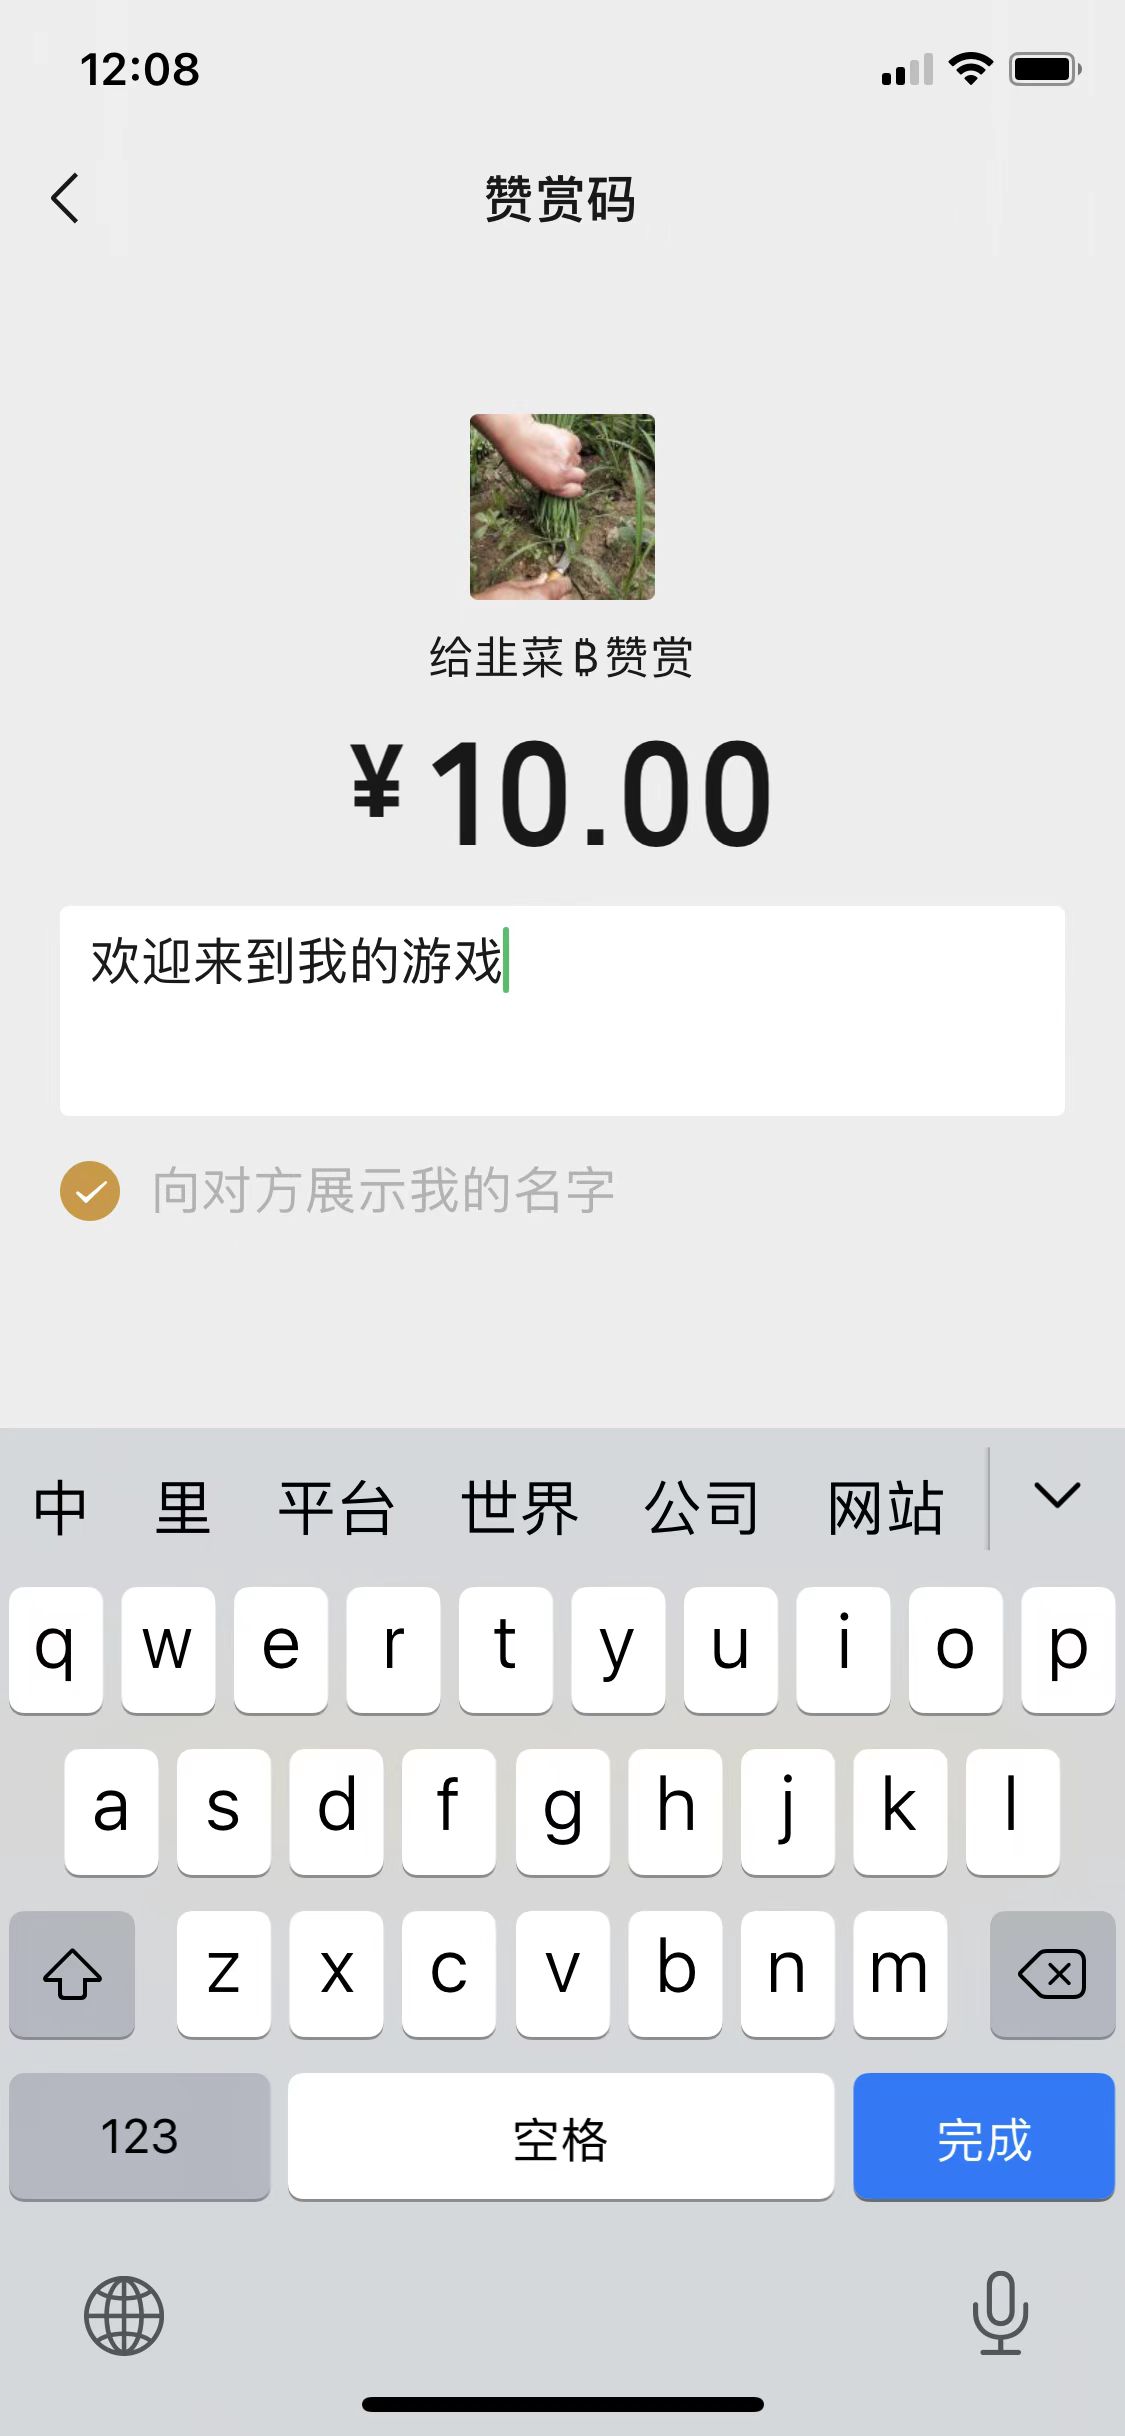 12:08
赞赏码
给韭菜₿赞赏
¥10.00
欢迎来到我的游戏
向对方展示我的名字
中 里 平台 世界 公司 网站
q w e r t y u i o p
a s d f g h j k l
z x c v b n m
123 空格 完成